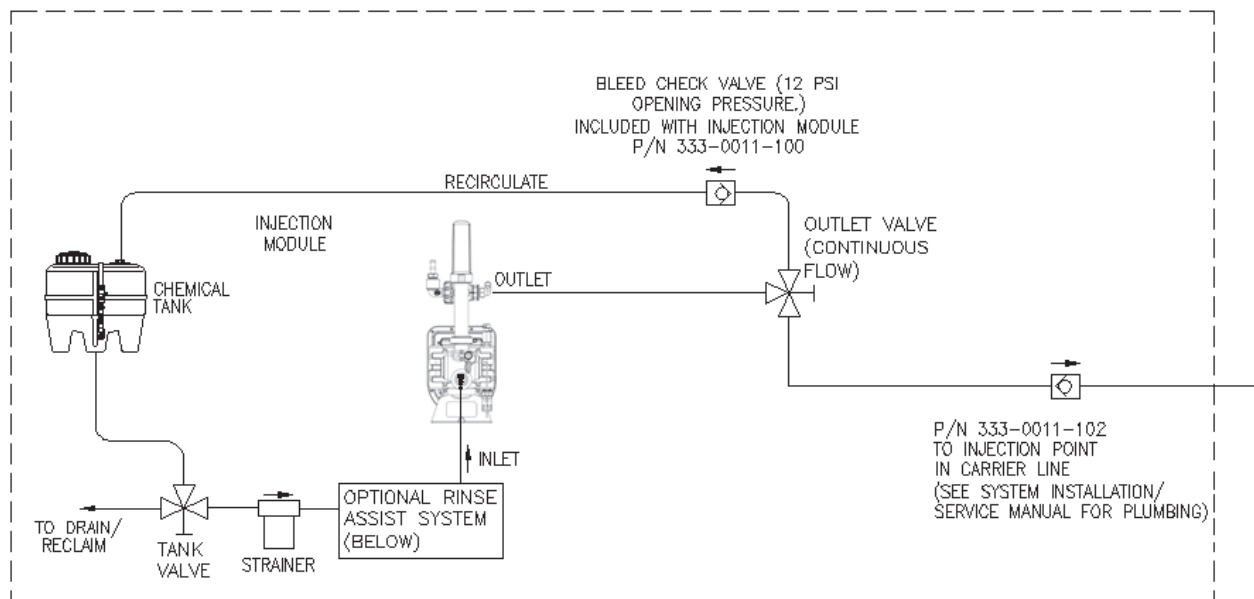 BLEED CHECK VALVE (12 PSI
OPENING PRESSURE.)
INCLUDED WITH INJECTION MODULE
P/N 333-0011-100
RECIRCULATE
INJECTION
MODULE
OUTLET VALVE
(CONTINUOUS
FLOW)
CHEMICAL
TANK
OUTLET
P/N 333-0011-102
TO INJECTION POINT
IN CARRIER LINE
(SEE SYSTEM INSTALLATION/
SERVICE MANUAL FOR PLUMBING)
INLET
OPTIONAL RINSE
ASSIST SYSTEM
(BELOW)
TO DRAIN/
RECLAIM
TANK
VALVE
STRAINER